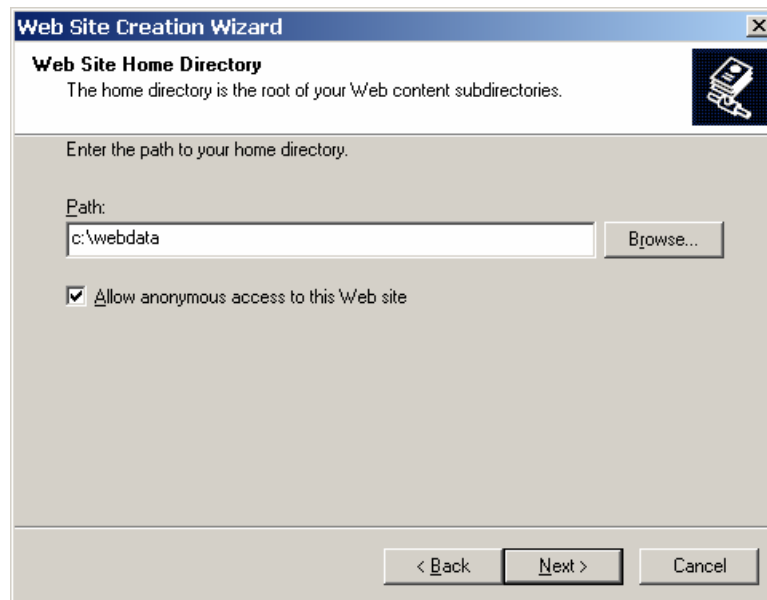 Web Site Creation Wizard
Web Site Home Directory
The home directory is the root of your Web content subdirectories.
Enter the path to your home directory.
Path:
c:\webdata
Browse...
Allow anonymous access to this Web site
< Back
Next >
Cancel